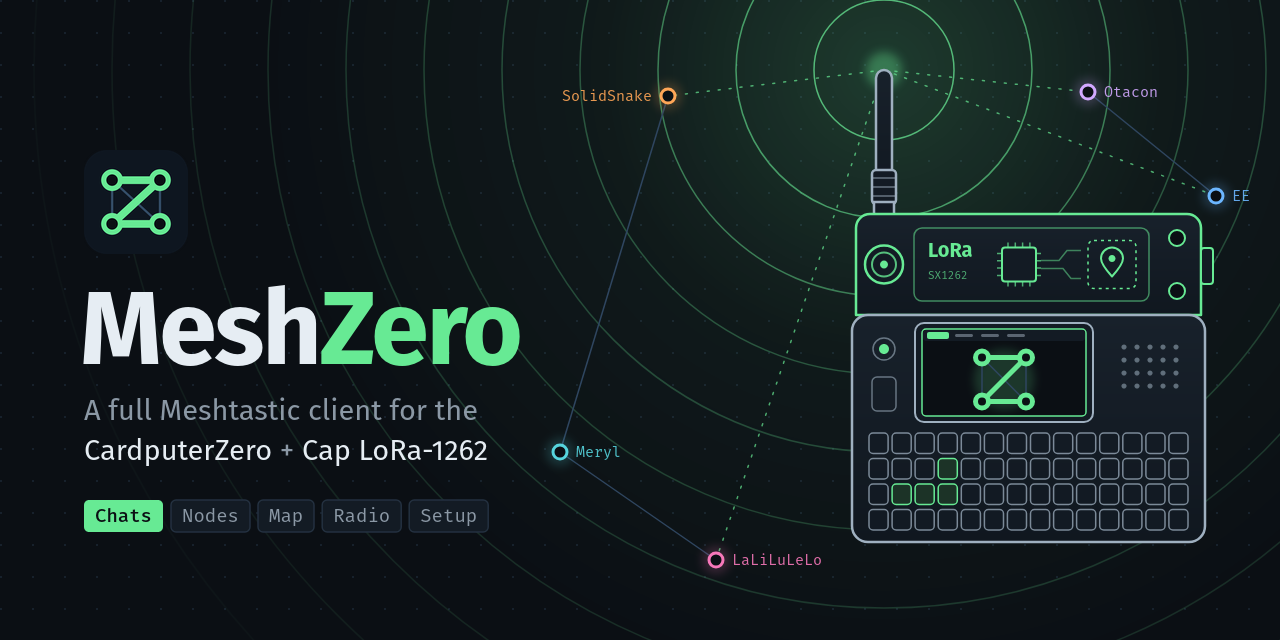 MeshZero
A full Meshtastic client for the
CardputerZero + Cap LoRa-1262
Chats Nodes Map Radio Setup
SolidSnake
Otacon
EE
Meryl
LaLiLuLeLo
LoRa
SX1262